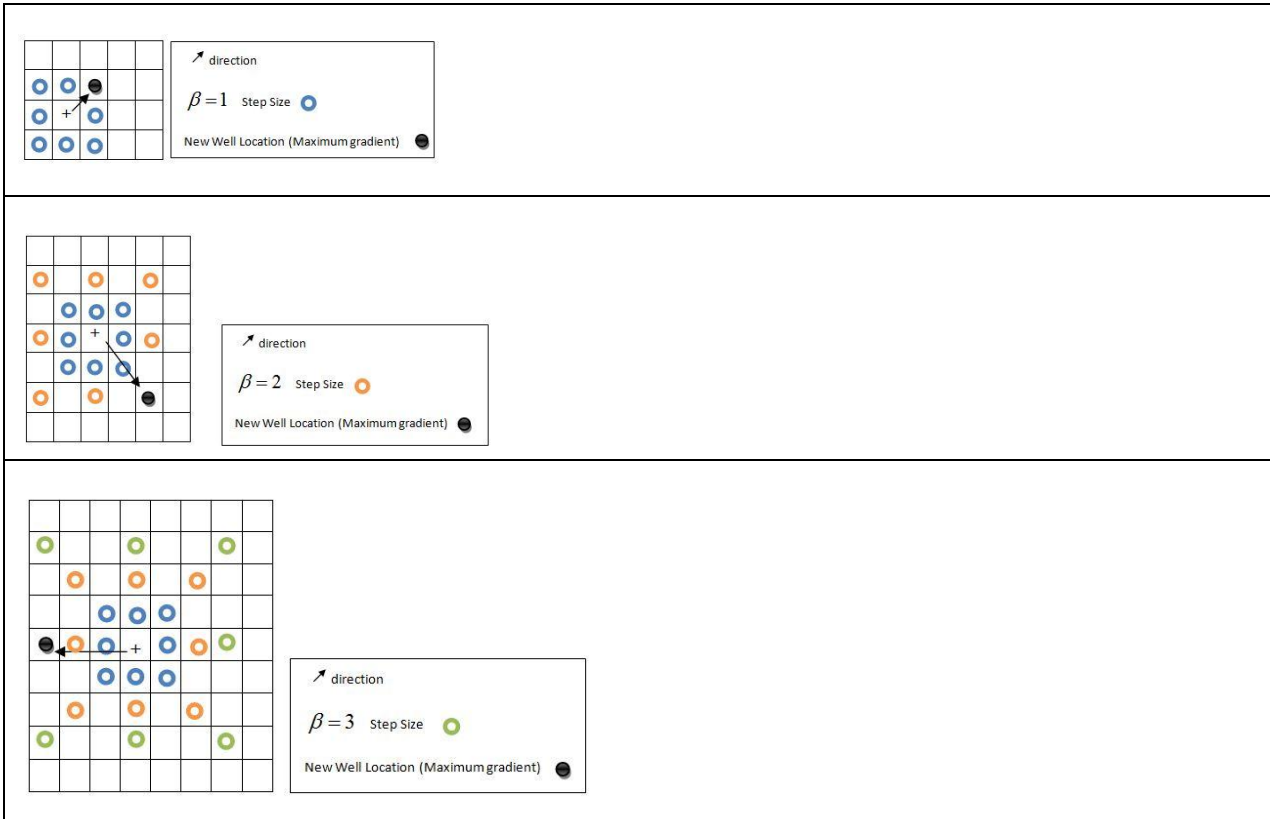 direction
β = 1 Step Size
New Well Location (Maximum gradient)
direction
β = 2 Step Size
New Well Location (Maximum gradient)
direction
β = 3 Step Size
New Well Location (Maximum gradient)